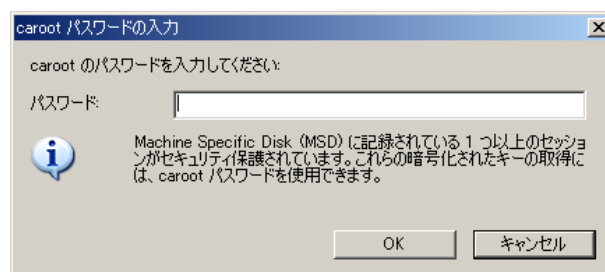 caroot パスワードの入力
caroot のパスワードを入力してください:
パスワード:
Machine Specific Disk (MSD) に記録されている 1 つ以上のセッショ
ンがセキュリティ保護されています。これらの暗号化されたキーの取得に
は、caroot パスワードを使用できます。
OK
キャンセル